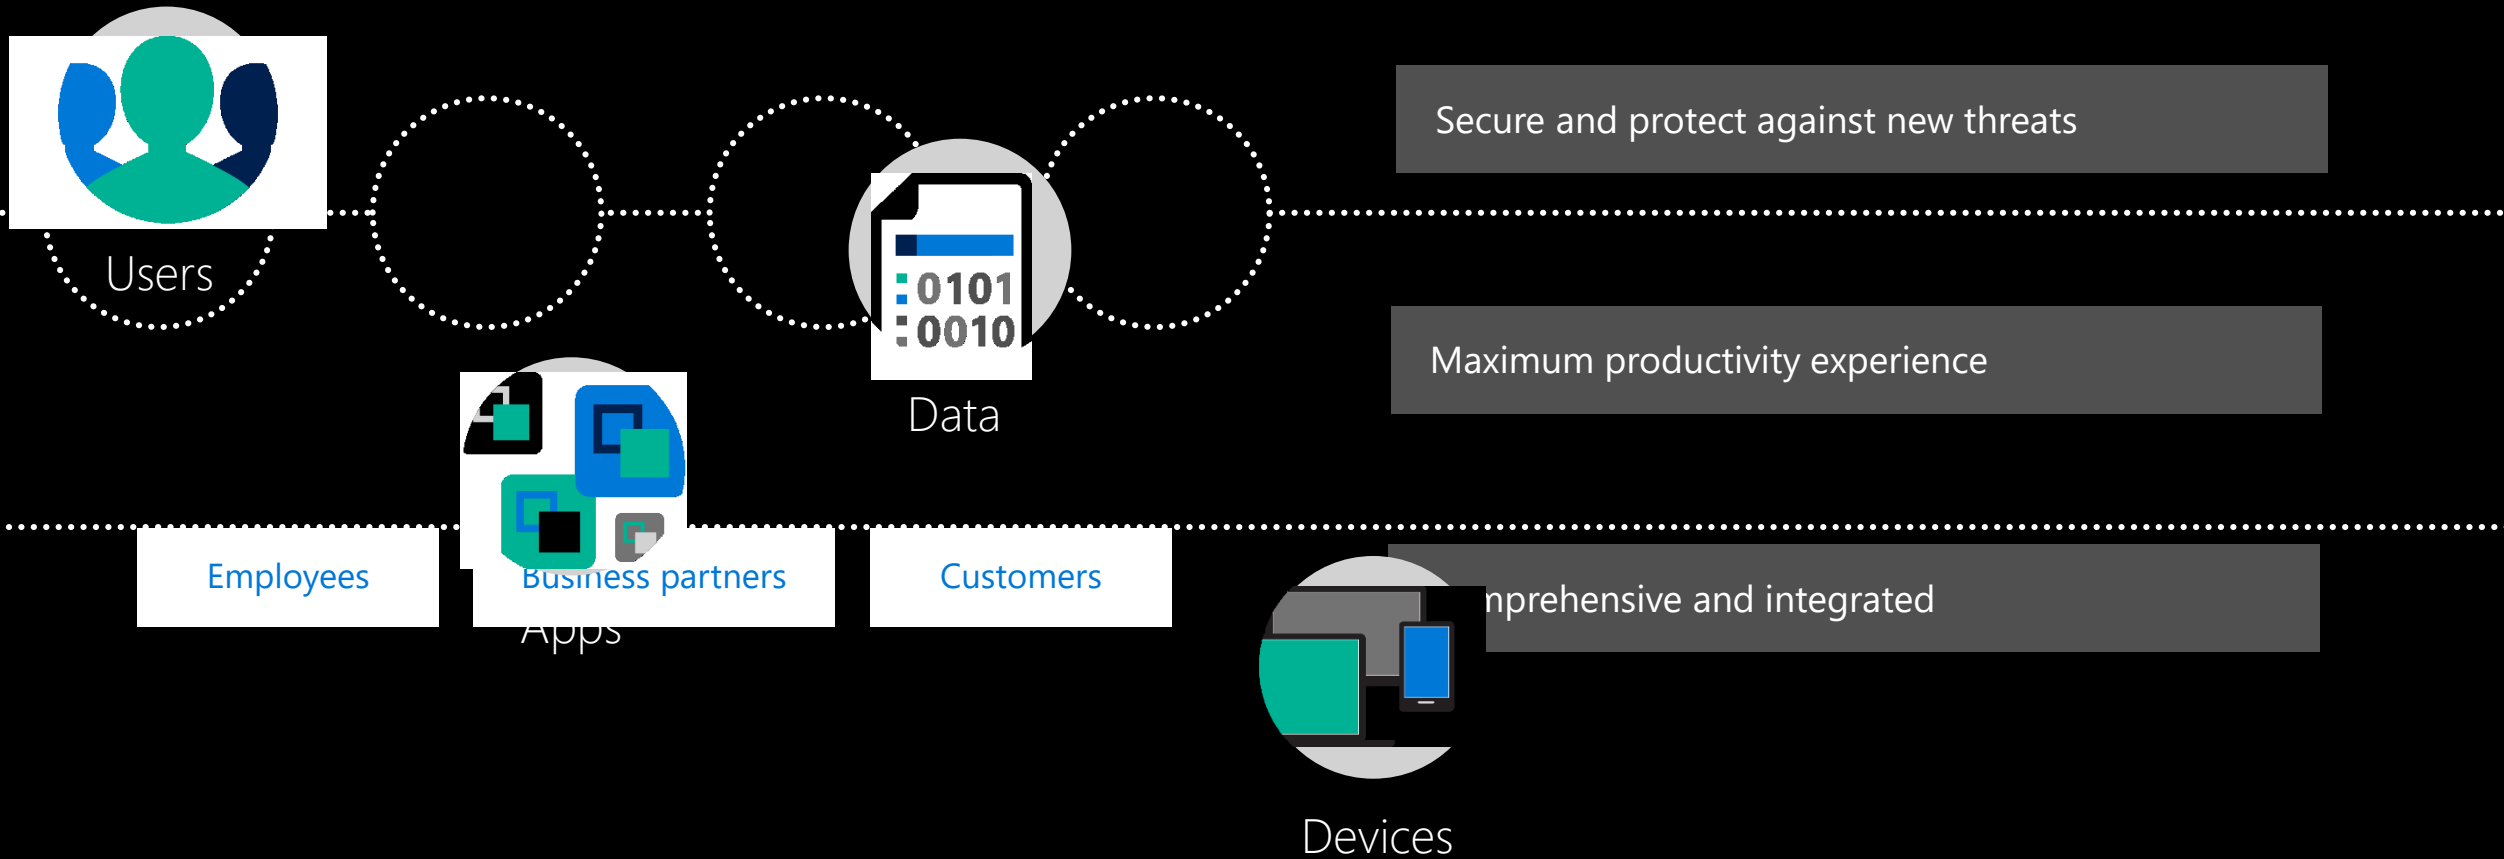 Users
Secure and protect against new threats
0101
0010
Maximum productivity experience
Data
Employees
Business partners
Customers
mprehensive and integrated
Apps
Devices